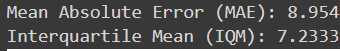 Mean Absolute Error (MAE): 8.954
Interquartile Mean (IQM): 7.2333